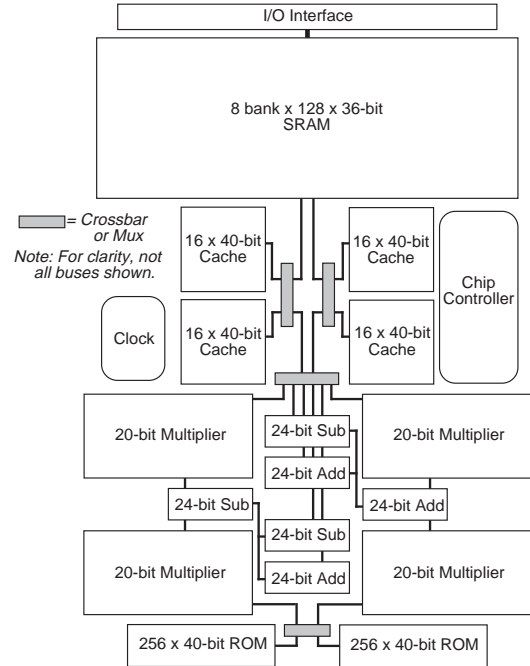 I/O Interface
8 bank x 128 x 36-bit
SRAM
= Crossbar
or Mux
Note: For clarity, not
all buses shown.
16 x 40-bit
Cache
16 x 40-bit
Cache
Chip
Controller
Clock
16 x 40-bit
Cache
16 x 40-bit
Cache
20-bit Multiplier
24-bit Sub
20-bit Multiplier
24-bit Add
24-bit Sub
24-bit Add
24-bit Sub
20-bit Multiplier
24-bit Add
20-bit Multiplier
256 x 40-bit ROM
256 x 40-bit ROM